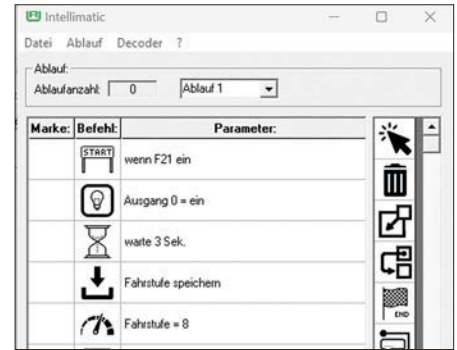 Intellimatic
Datei Ablauf Decoder ?
Ablauf:
Ablaufanzahl: 0 Ablauf 1
Marke: Befehl: Parameter:
START wenn F21 ein
Ausgang 0 = ein
warte 3 Sek.
Fahrstufe speichern
Fahrstufe = 8
END